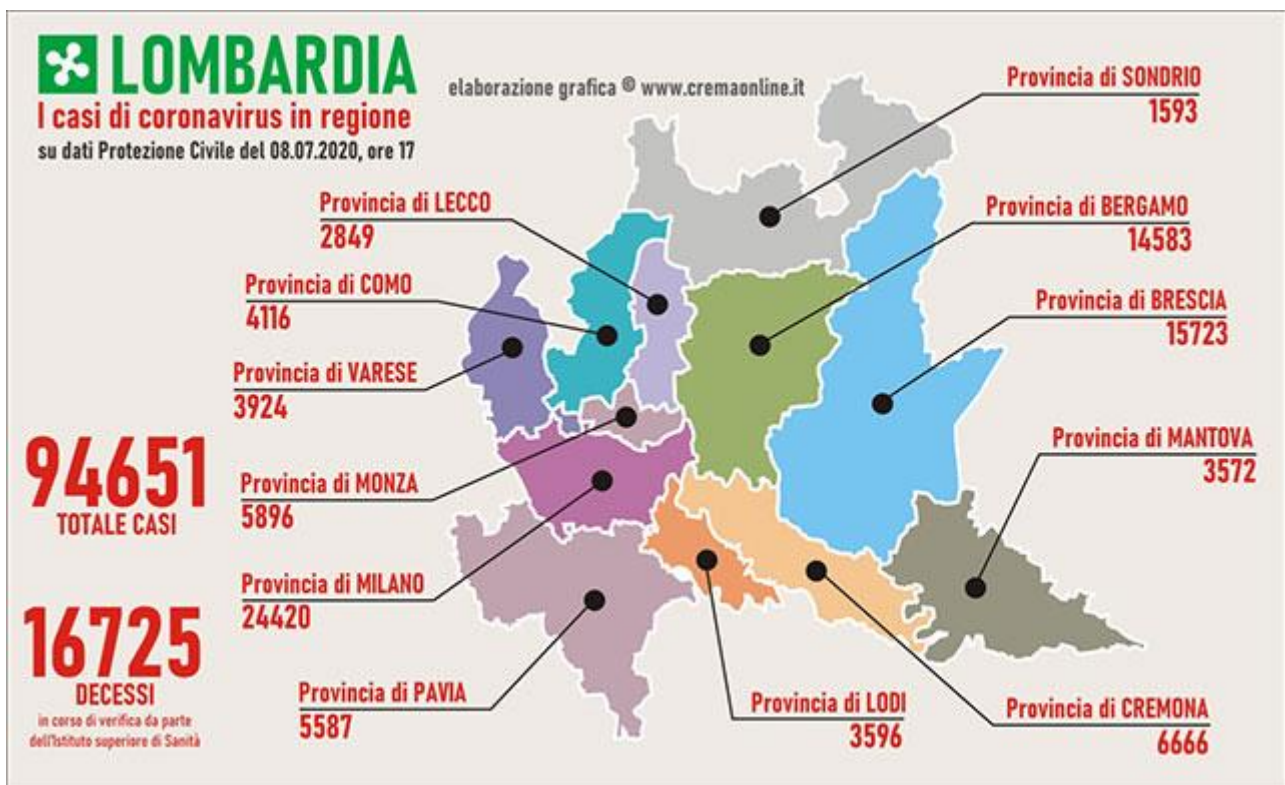 LOMBARDIA
I casi di coronavirus in regione
su dati Protezione Civile del 08.07.2020, ore 17
elaborazione grafica © www.cremaonline.it
Provincia di SONDRIO
1593
Provincia di LECCO
2849
Provincia di BERGAMO
14583
Provincia di COMO
4116
Provincia di BRESCIA
15723
Provincia di VARESE
3924
Provincia di MANTOVA
3572
94651
TOTALE CASI
Provincia di MONZA
5896
Provincia di MILANO
24420
16725
DECESSI
in corso di verifica da parte
dell'Istituto superiore di Sanità
Provincia di PAVIA
5587
Provincia di LODI
3596
Provincia di CREMONA
6666